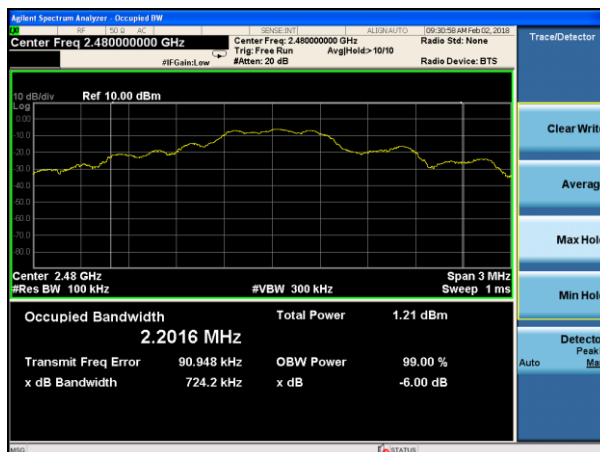 Agilent Spectrum Analyzer - Occupied BW
RF 50 Ω AC SENSE:INT ALIGNAUTO 09:30:58 AM Feb 02, 2018
Center Freq 2.480000000 GHz
Center Freq: 2.480000000 GHz Radio Std: None
Trig: Free Run Avg|Hold:>10/10
#IFGain:Low #Atten: 20 dB Radio Device: BTS
Trace/Detector
10 dB/div Ref 10.00 dBm
Log
0.00
-10.0
-20.0
-30.0
-40.0
-50.0
-60.0
-70.0
-80.0
Center 2.48 GHz Span 3 MHz
#Res BW 100 kHz #VBW 300 kHz Sweep 1 ms
Occupied Bandwidth Total Power 1.21 dBm
2.2016 MHz
Transmit Freq Error 90.948 kHz OBW Power 99.00 %
x dB Bandwidth 724.2 kHz x dB -6.00 dB
Clear Write
Averag
Max Hold
Min Hold
Detecto
Peak
Auto Ma
MSG STATUS